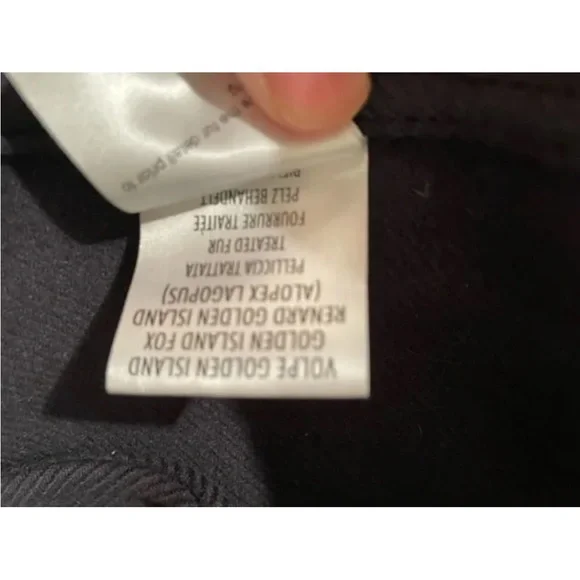 VOLPE GOLDEN ISLAND
GOLDEN ISLAND FOX
RENARD GOLDEN ISLAND
(ALOPEX LAGOPUS)
PELLICCIA TRATTATA
TREATED FUR
FOURRURE TRAITÉE
PELZ BEHANDELT